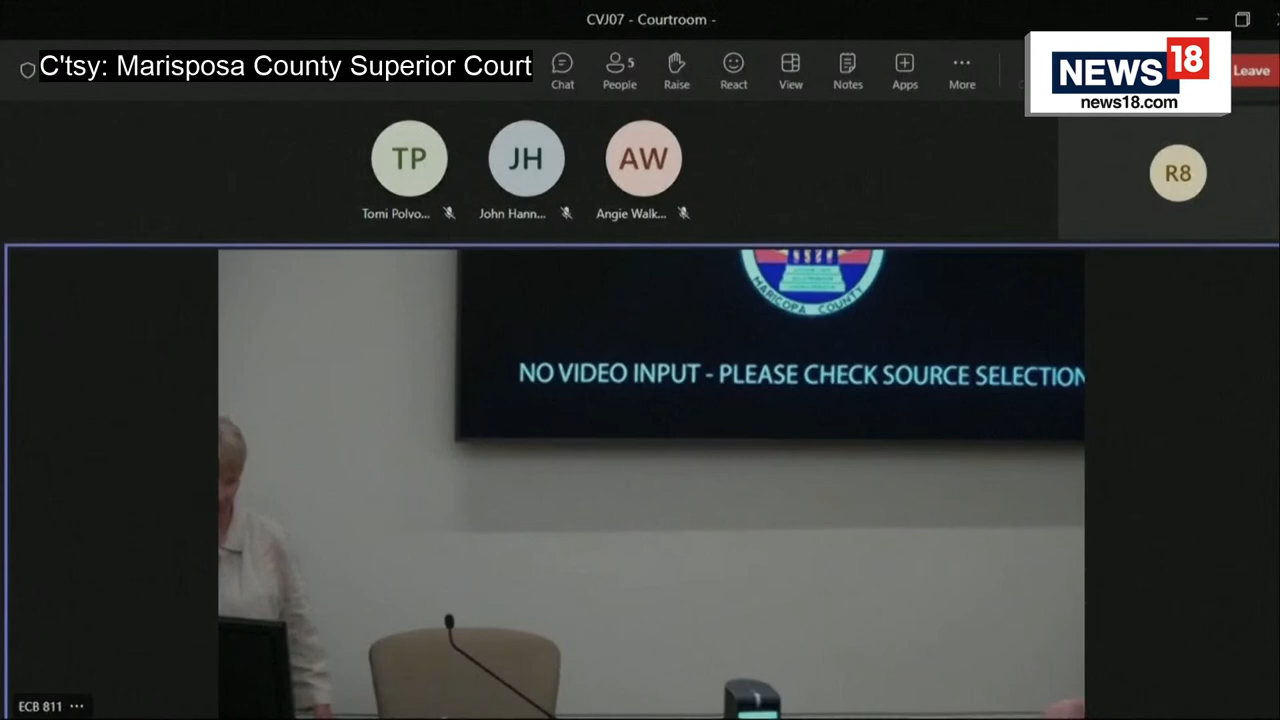 CVJ07 - Courtroom -
C'tsy: Marisposa County Superior Court
Chat
5
People
Raise
React
View
Notes
Apps
More
Leave
NEWS 18
news18.com
TP
JH
AW
R8
Tomi Polvo...
John Hann...
Angie Walk...
MARICOPA COUNTY
NO VIDEO INPUT - PLEASE CHECK SOURCE SELECTION
ECB 811